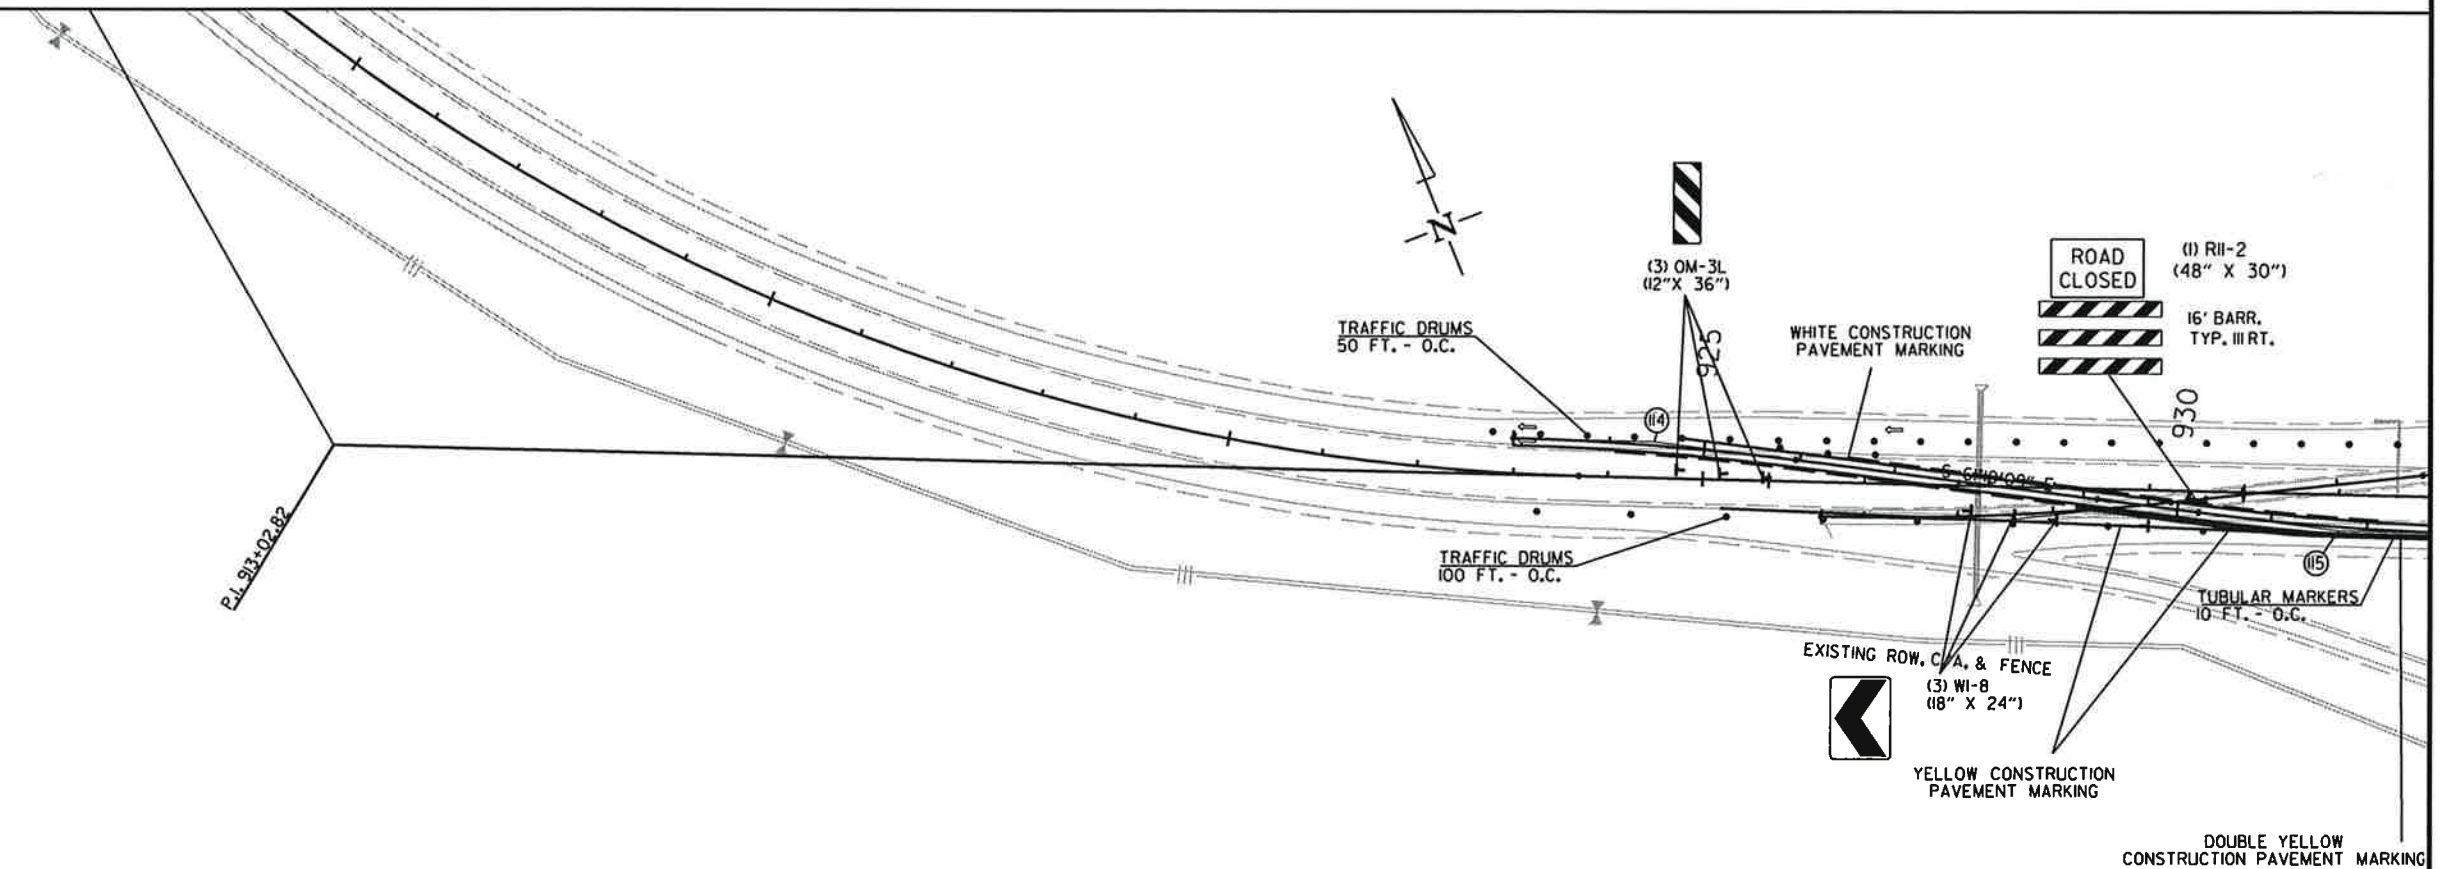 N
(3) OM-3L
(12"X 36")
ROAD
CLOSED
(1) R11-2
(48" X 30")
16' BARR.
TYP. III RT.
TRAFFIC DRUMS
50 FT. - O.C.
925
WHITE CONSTRUCTION
PAVEMENT MARKING
930
114
P.I. 913+02.82
TRAFFIC DRUMS
100 FT. - O.C.
115
TUBULAR MARKERS
10 FT. - O.C.
EXISTING ROW, C/A, & FENCE
(3) W1-8
(18" X 24")
YELLOW CONSTRUCTION
PAVEMENT MARKING
DOUBLE YELLOW
CONSTRUCTION PAVEMENT MARKING